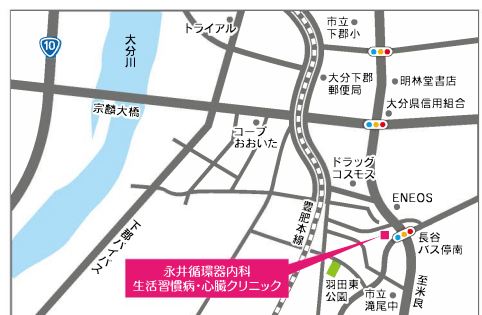 トライアル
市立
下郡小
10
大分川
大分下郡
郵便局
明林堂書店
大分県信用組合
宗麟大橋
コープ
おおいた
ドラッグ
コスモス
ENEOS
豊肥本線
下郡バイパス
長谷
バス停南
永井循環器内科
生活習慣病・心臓クリニック
羽田東
公園
市立
滝尾中
至米良